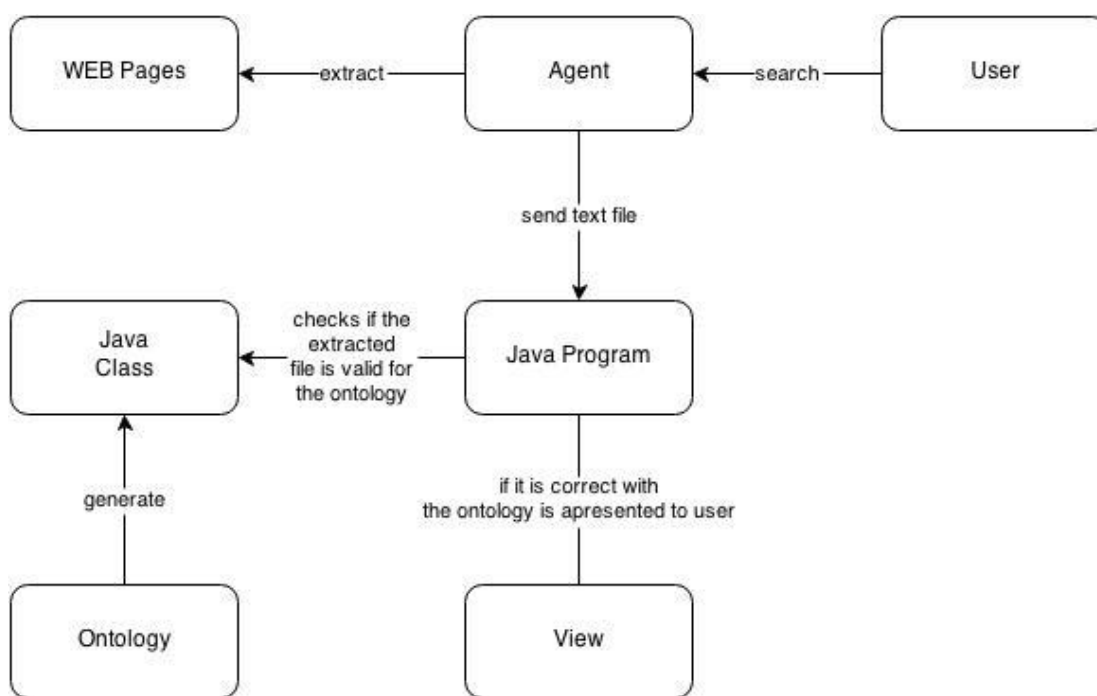 WEB Pages
extract
Agent
search
User
send text file
Java
Class
checks if the
extracted
file is valid for
the ontology
Java Program
generate
if it is correct with
the ontology is apresented to user
Ontology
View